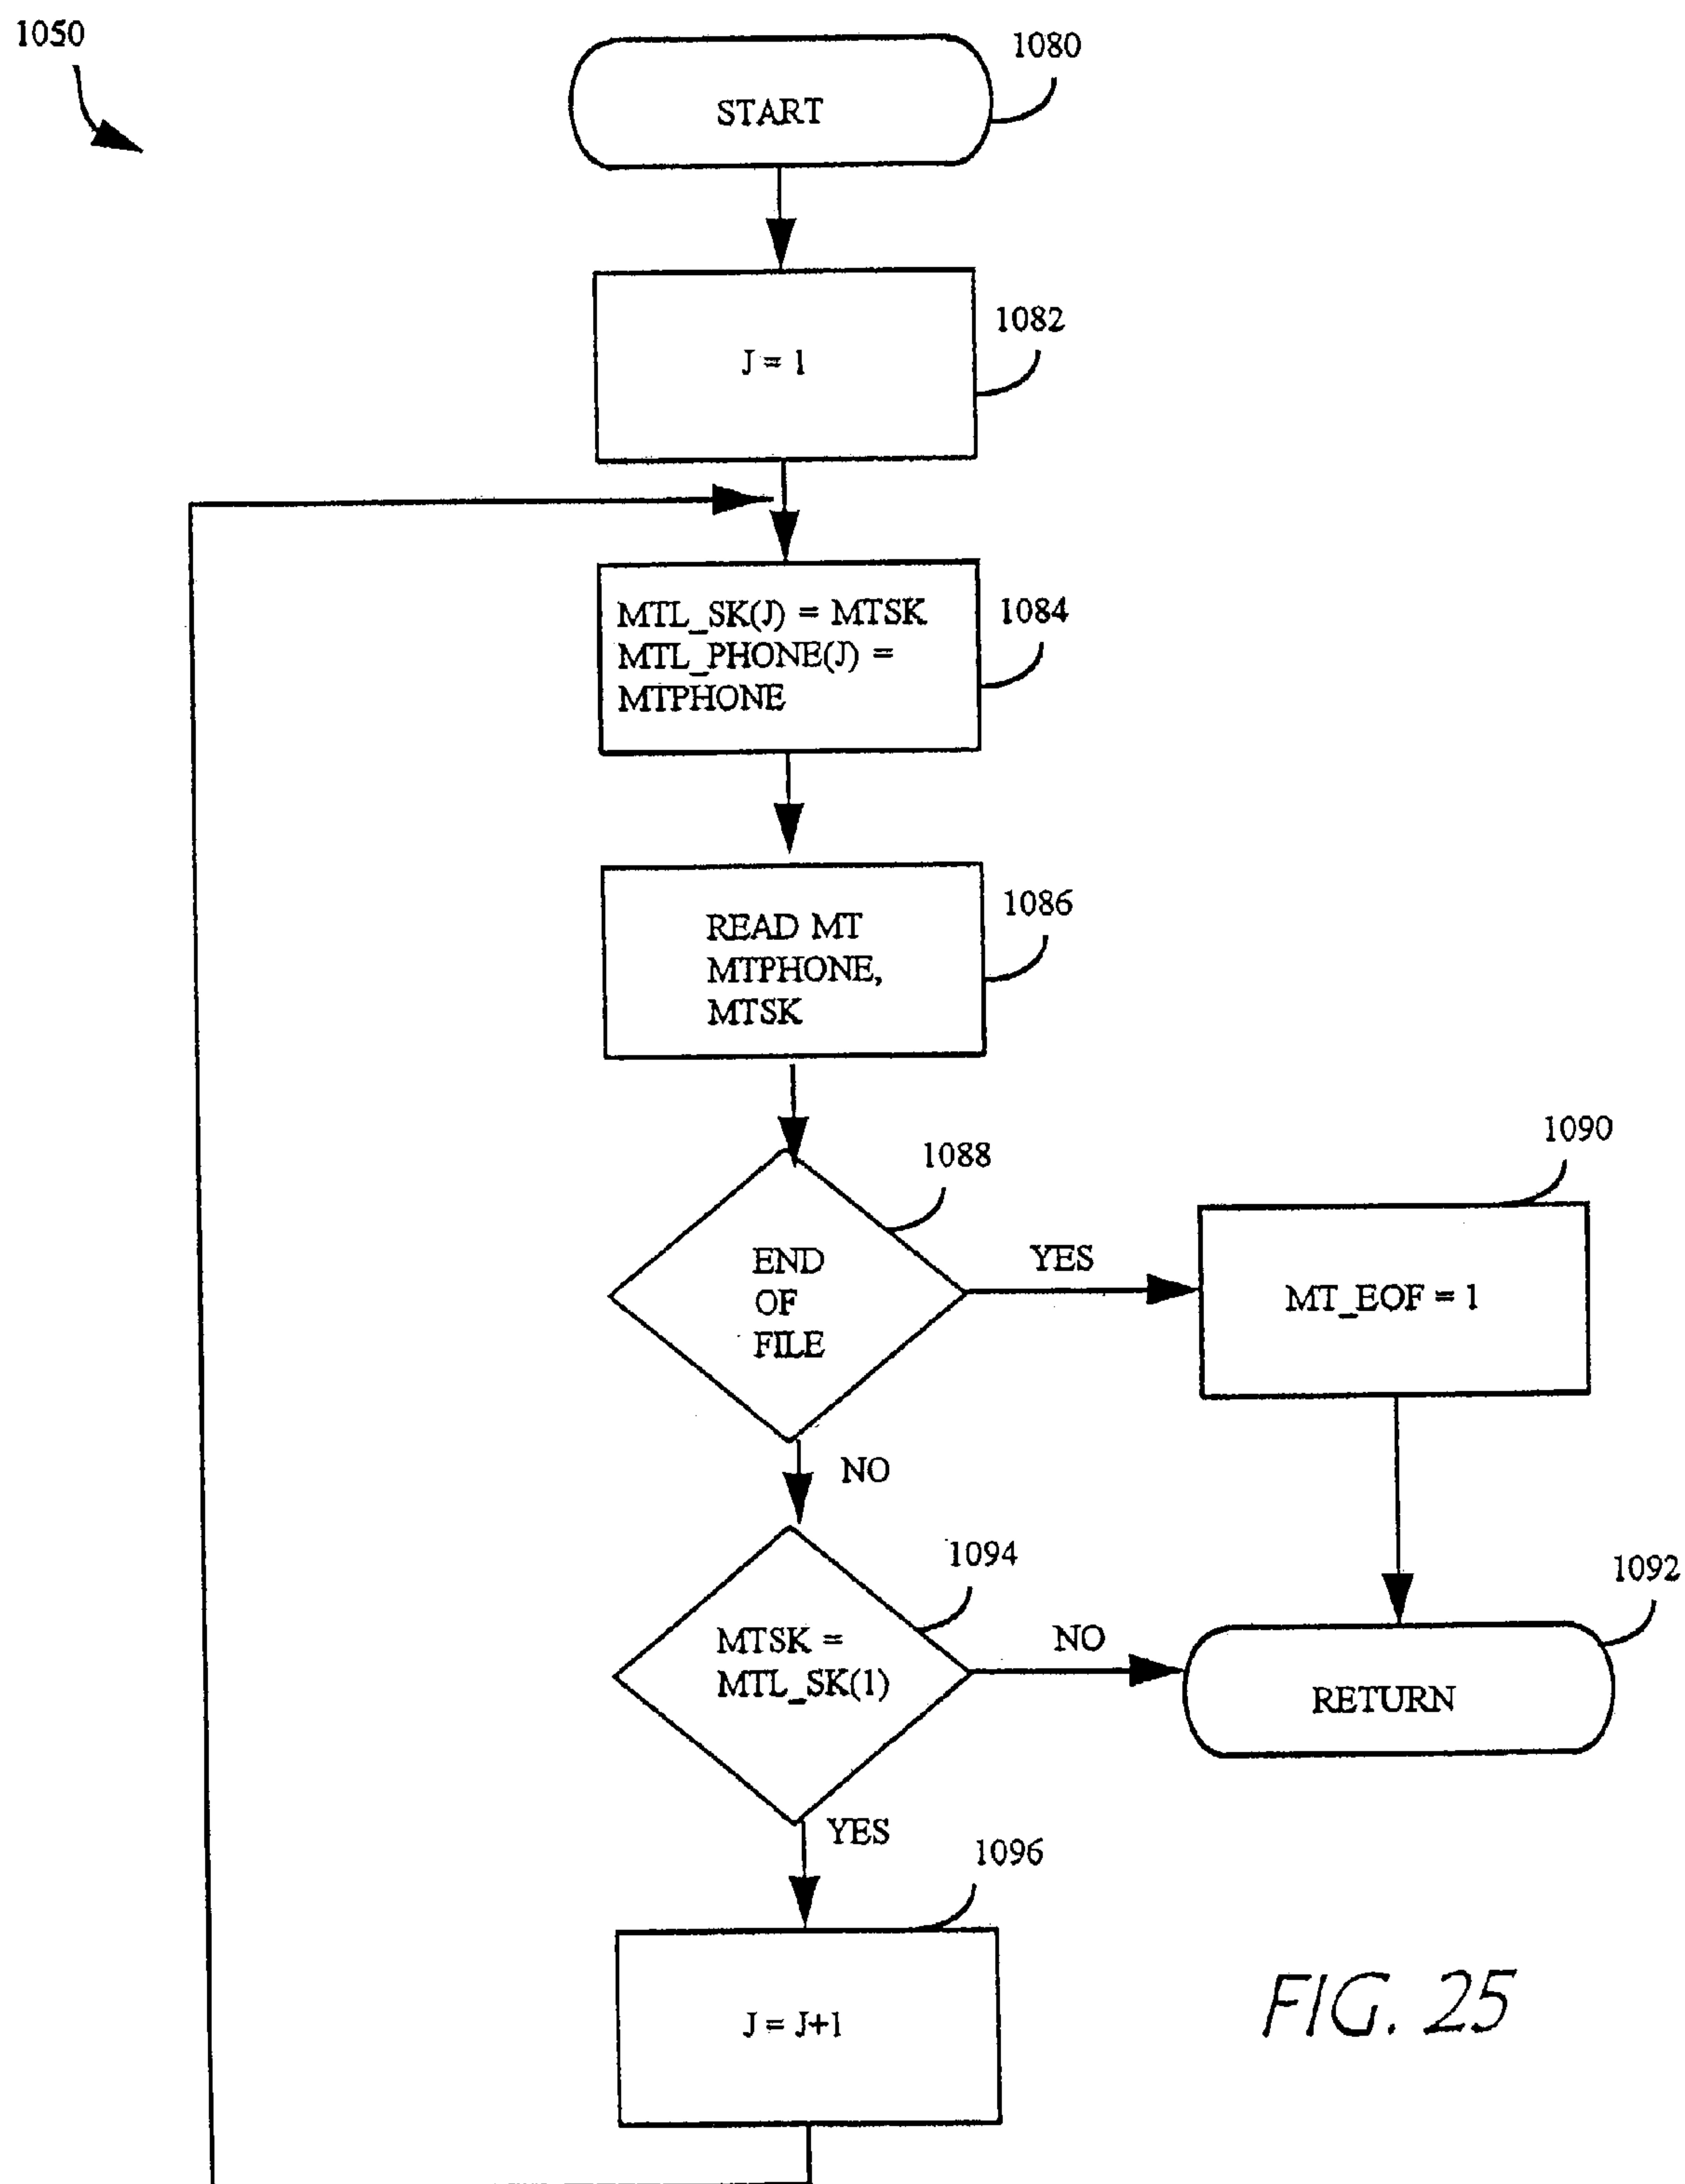 1050
1080
START
1082
J = 1
1084
MTL_SK(J) = MTSK
MTL_PHONE(J) =
MTPHONE
1086
READ MT
MTPHONE,
MTSK
1088
END
OF
FILE
YES
1090
MT_EOF = 1
NO
1094
MTSK =
MTL_SK(1)
NO
1092
RETURN
YES
1096
J = J+1
FIG. 25